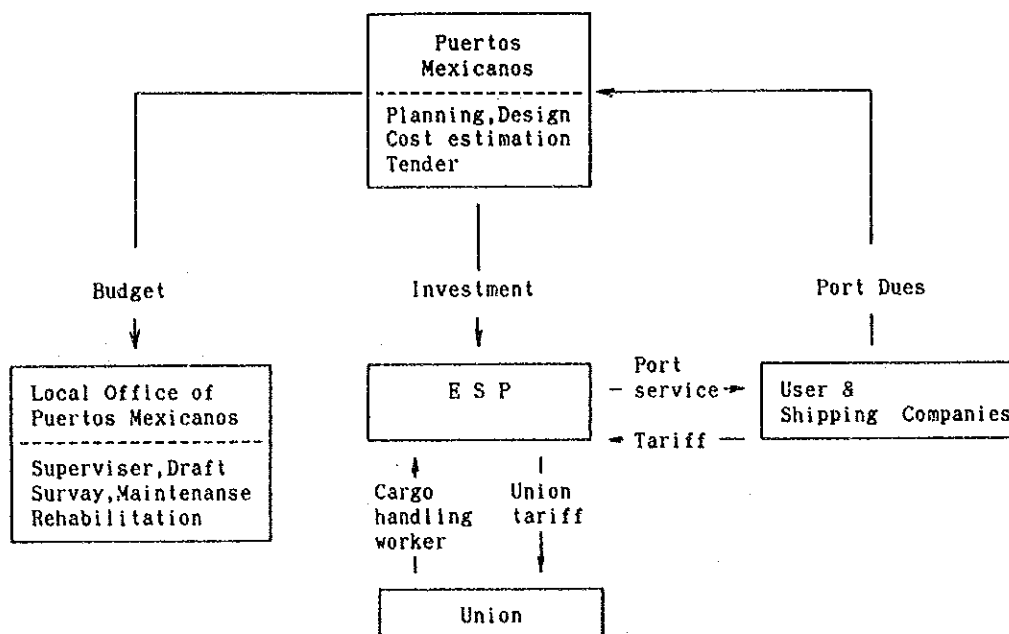 Puertos
Mexicanos
Planning,Design
Cost estimation
Tender
Budget
Investment
Port Dues
Local Office of
Puertos Mexicanos
Superviser,Draft
Survay,Maintenanse
Rehabilitation
E S P
Port
service
Tariff
User &
Shipping Companies
Cargo
handling
worker
Union
tariff
Union